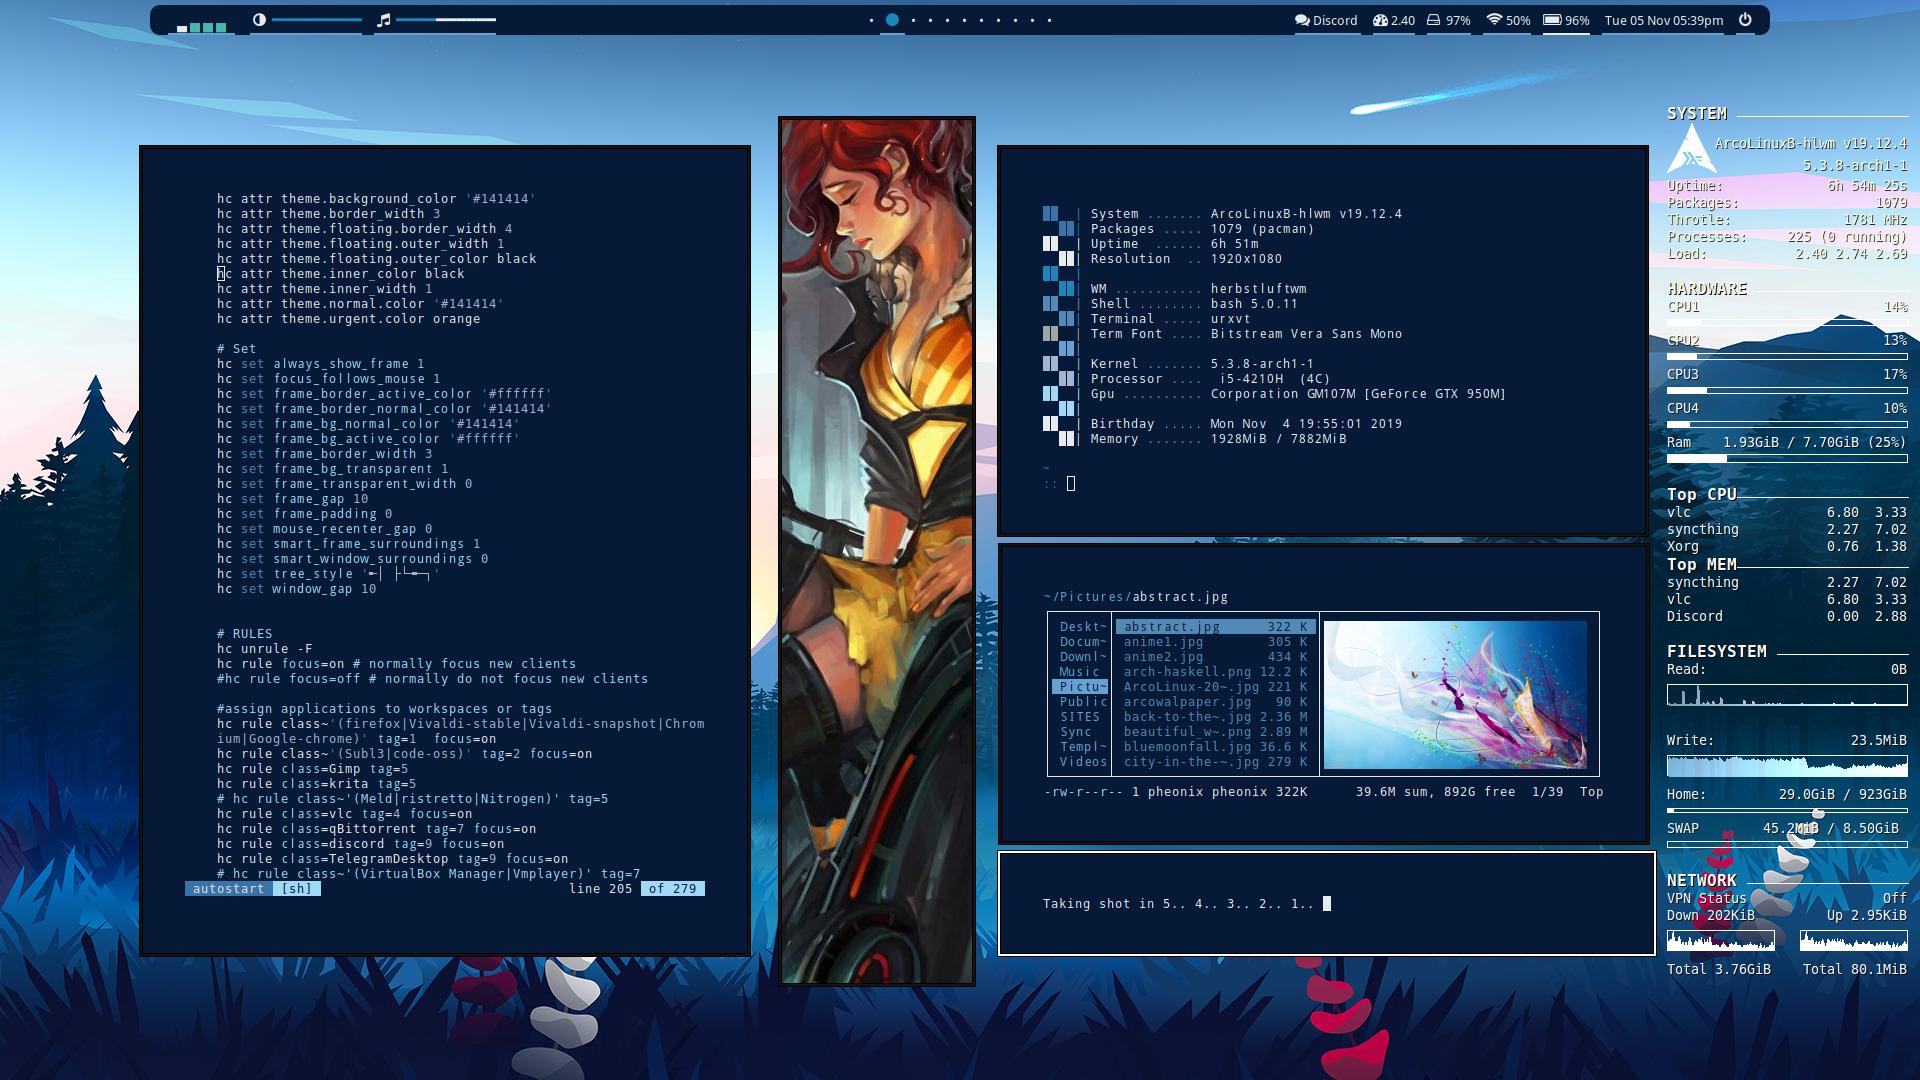 Discord 2.40 97% 50% 96% Tue 05 Nov 05:39pm
hc attr theme.background_color '#141414'
hc attr theme.border_width 3
hc attr theme.floating.border_width 4
hc attr theme.floating.outer_width 1
hc attr theme.floating.outer_color black
hc attr theme.inner_color black
hc attr theme.inner_width 1
hc attr theme.normal.color '#141414'
hc attr theme.urgent.color orange
# Set
hc set always_show_frame 1
hc set focus_follows_mouse 1
hc set frame_border_active_color '#ffffff'
hc set frame_border_normal_color '#141414'
hc set frame_bg_normal_color '#141414'
hc set frame_bg_active_color '#ffffff'
hc set frame_border_width 3
hc set frame_bg_transparent 1
hc set frame_transparent_width 0
hc set frame_gap 10
hc set frame_padding 0
hc set mouse_recenter_gap 0
hc set smart_frame_surroundings 1
hc set smart_window_surroundings 0
hc set tree_style '╾│ ├└╼─┐'
hc set window_gap 10
# RULES
hc unrule -F
hc rule focus=on # normally focus new clients
#hc rule focus=off # normally do not focus new clients
#assign applications to workspaces or tags
hc rule class~'(firefox|Vivaldi-stable|Vivaldi-snapshot|Chrom
ium|Google-chrome)' tag=1  focus=on
hc rule class~'(Subl3|code-oss)' tag=2 focus=on
hc rule class=Gimp tag=5
hc rule class=krita tag=5
# hc rule class~'(Meld|ristretto|Nitrogen)' tag=5
hc rule class=vlc tag=4 focus=on
hc rule class=qBittorrent tag=7 focus=on
hc rule class=discord tag=9 focus=on
hc rule class=TelegramDesktop tag=9 focus=on
# hc rule class~'(VirtualBox Manager|Vmplayer)' tag=7
autostart [sh] line 205 of 279
System ....... ArcoLinuxB-hlwm v19.12.4
Packages ..... 1079 (pacman)
Uptime ...... 6h 51m
Resolution .. 1920x1080
WM ........... herbstluftwm
Shell ........ bash 5.0.11
Terminal ..... urxvt
Term Font .... Bitstream Vera Sans Mono
Kernel ....... 5.3.8-arch1-1
Processor .... i5-4210H (4C)
Gpu .......... Corporation GM107M [GeForce GTX 950M]
Birthday ..... Mon Nov  4 19:55:01 2019
Memory ....... 1928MiB / 7882MiB
~
::
~/Pictures/abstract.jpg
Deskt~ abstract.jpg 322 K
Docum~ anime1.jpg 305 K
Downl~ anime2.jpg 434 K
Music arch-haskell.png 12.2 K
Pictu~ ArcoLinux-20~.jpg 221 K
Public arcowalpaper.jpg 90 K
SITES back-to-the~.jpg 2.36 M
Sync beautiful_w~.png 2.89 M
Templ~ bluemoonfall.jpg 36.6 K
Videos city-in-the-~.jpg 279 K
-rw-r--r-- 1 pheonix pheonix 322K 39.6M sum, 892G free 1/39 Top
Taking shot in 5.. 4.. 3.. 2.. 1..
SYSTEM
ArcoLinuxB-hlwm v19.12.4
5.3.8-arch1-1
Uptime: 6h 54m 25s
Packages: 1079
Throtle: 1781 MHz
Processes: 225 (0 running)
Load: 2.40 2.74 2.69
HARDWARE
CPU1 14%
CPU2 13%
CPU3 17%
CPU4 10%
Ram 1.93GiB / 7.70GiB (25%)
Top CPU
vlc 6.80 3.33
syncthing 2.27 7.02
Xorg 0.76 1.38
Top MEM
syncthing 2.27 7.02
vlc 6.80 3.33
Discord 0.00 2.88
FILESYSTEM
Read: 0B
Write: 23.5MiB
Home: 29.0GiB / 923GiB
SWAP 45.2MiB / 8.50GiB
NETWORK
VPN Status Off
Down 202KiB Up 2.95KiB
Total 3.76GiB Total 80.1MiB